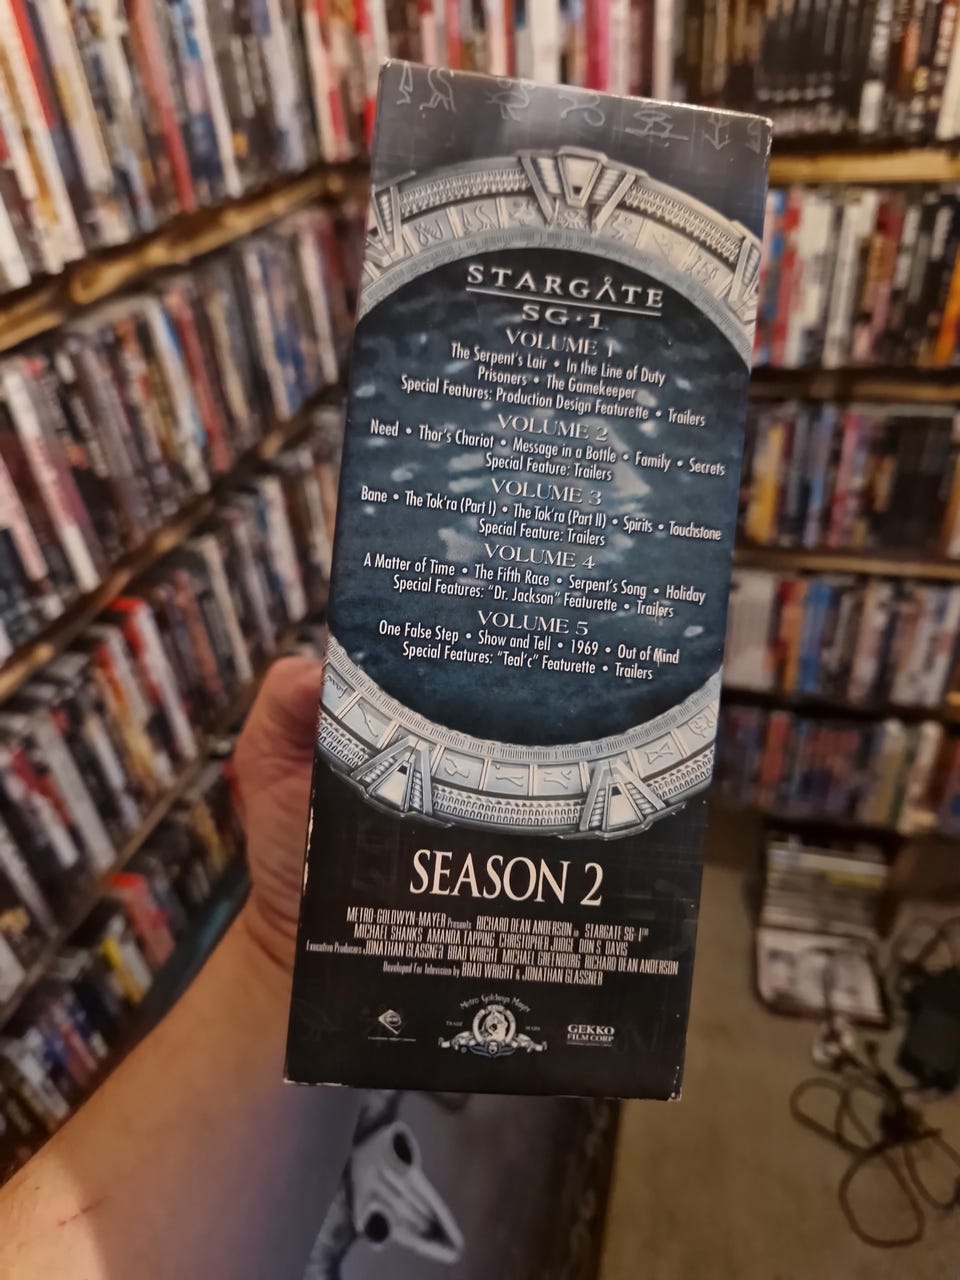 STARGATE
SG·1
VOLUME 1
The Serpent's Lair • In the Line of Duty
Prisoners • The Gamekeeper
Special Features: Production Design Featurette • Trailers
VOLUME 2
Need • Thor's Chariot • Message in a Bottle • Family • Secrets
Special Feature: Trailers
VOLUME 3
Bane • The Tok'ra (Part I) • The Tok'ra (Part II) • Spirits • Touchstone
Special Feature: Trailers
VOLUME 4
A Matter of Time • The Fifth Race • Serpent's Song • Holiday
Special Features: "Dr. Jackson" Featurette • Trailers
VOLUME 5
One False Step • Show and Tell • 1969 • Out of Mind
Special Features: "Teal'c" Featurette • Trailers
SEASON 2
METRO-GOLDWYN-MAYER Presents RICHARD DEAN ANDERSON in STARGATE SG-1™
MICHAEL SHANKS AMANDA TAPPING CHRISTOPHER JUDGE DON S. DAVIS
Executive Producers JONATHAN GLASSNER BRAD WRIGHT MICHAEL GREENBURG RICHARD DEAN ANDERSON
Developed For Television by BRAD WRIGHT & JONATHAN GLASSNER
Metro Goldwyn Mayer
TRADE MARK
GEKKO
FILM CORP